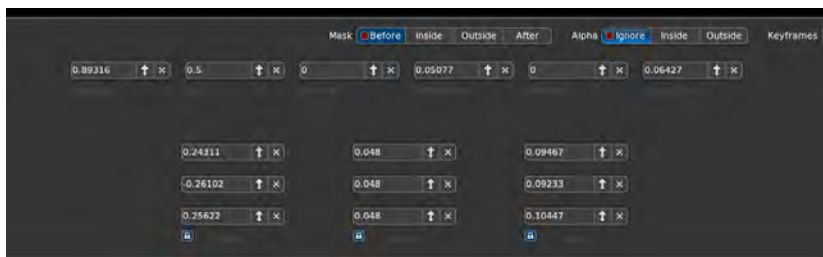 Mask Before Inside Outside After Alpha Ignore Inside Outside Keyframes
0.89316 0.5 0 0.05077 0 0.06427
0.24311 0.048 0.09467
-0.26102 0.048 0.09233
0.25622 0.048 0.10447